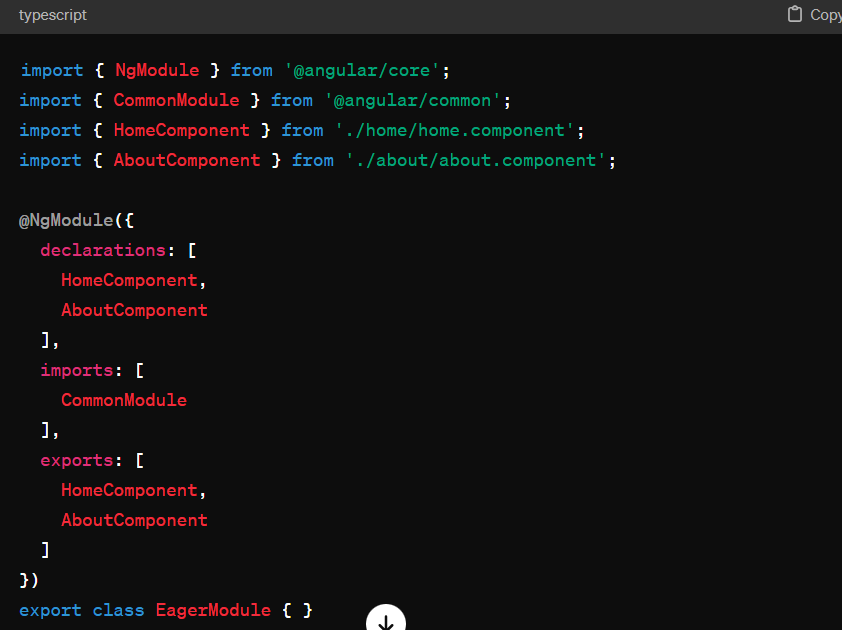 typescript
Copy
import { NgModule } from '@angular/core';
import { CommonModule } from '@angular/common';
import { HomeComponent } from './home/home.component';
import { AboutComponent } from './about/about.component';
@NgModule({
  declarations: [
    HomeComponent,
    AboutComponent
  ],
  imports: [
    CommonModule
  ],
  exports: [
    HomeComponent,
    AboutComponent
  ]
})
export class EagerModule { }